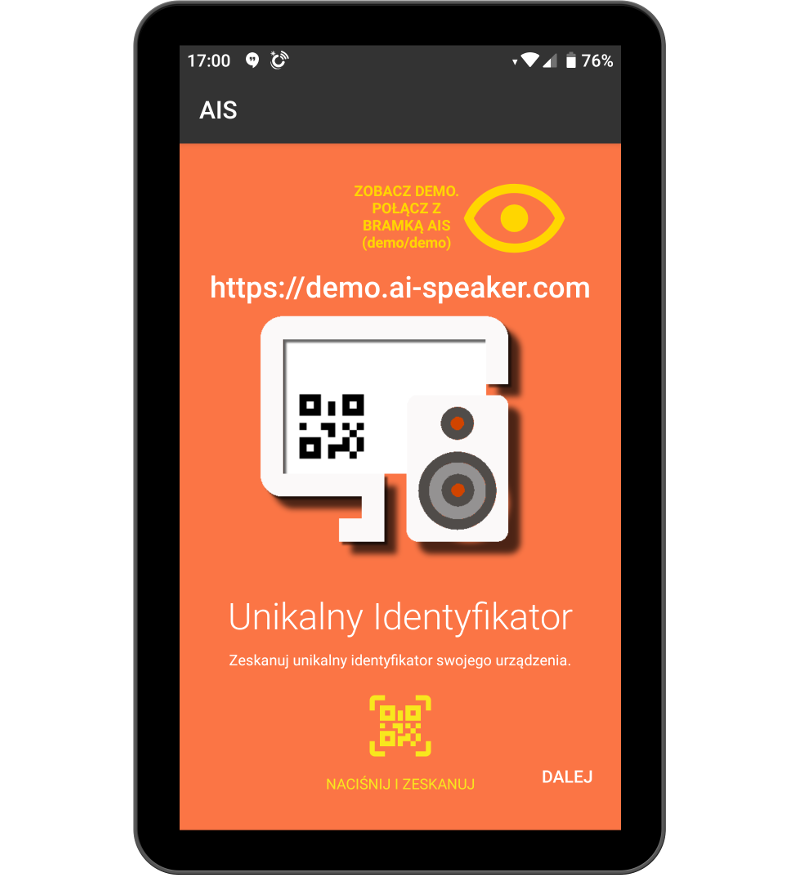 17:00
76%
AIS
ZOBACZ DEMO.
POŁĄCZ Z
BRAMKĄ AIS
(demo/demo)
https://demo.ai-speaker.com
Unikalny Identyfikator
Zeskanuj unikalny identyfikator swojego urządzenia.
NACIŚNIJ I ZESKANUJ
DALEJ